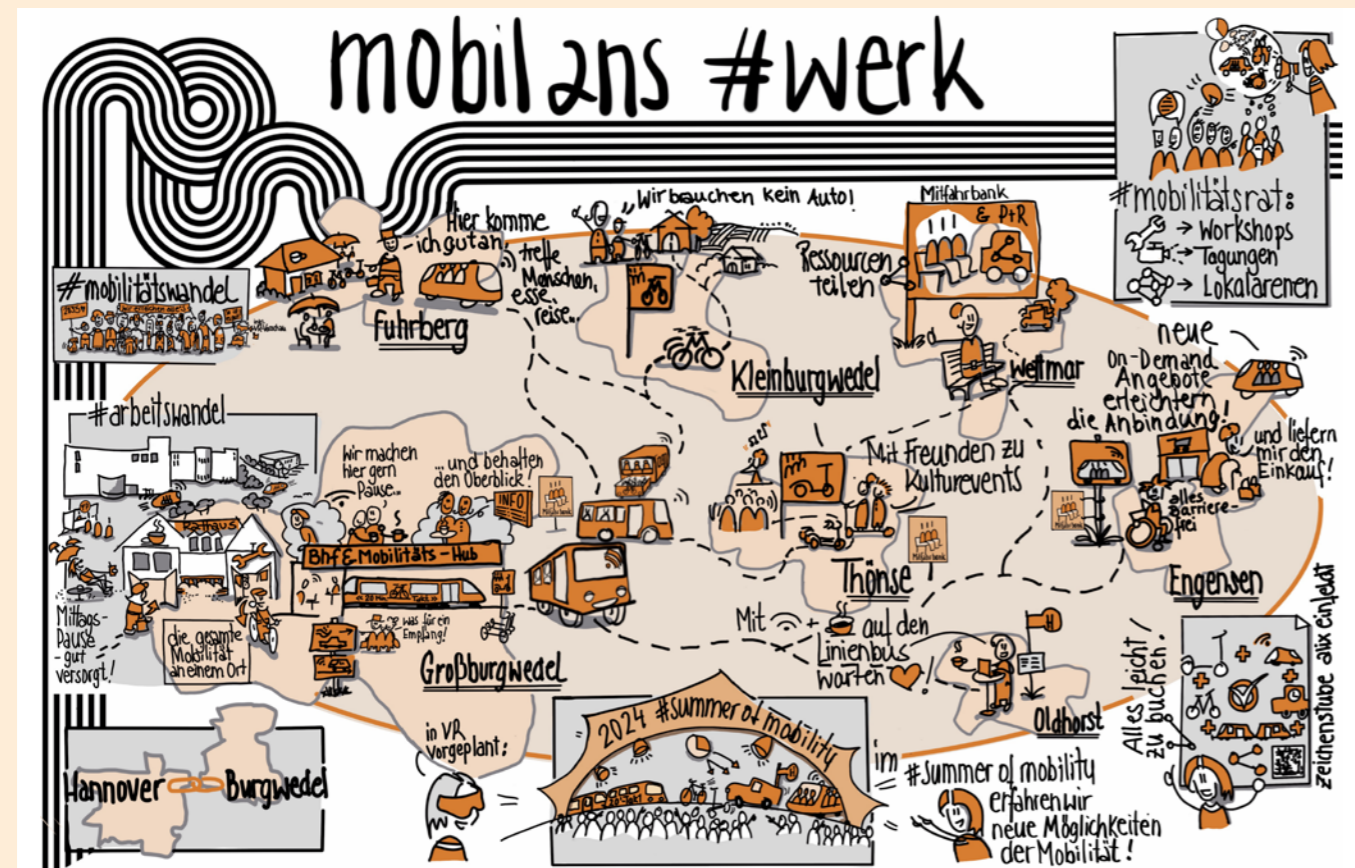 mobil ans #werk
#mobilitätsrat:
→ Workshops
→ Tagungen
→ Lokalarenen
#mobilitätswandel
Hier komme
ich gut an,
treffe
Menschen,
esse,
reise..
Fuhrberg
„Wir brauchen kein Auto!
Kleinburgwedel
Mitfahrbank
& P+R
Ressourcen
teilen
Wettmar
neue
On-Demand
Angebote
erleichtern
die Anbindung!
und liefern
mir den
Einkauf!
alles
Barriere-
frei
Mitfahrbank
Engensen
#arbeitswandel
Rathaus
Mittags-
Pause
- gut
versorgt!
die gesamte
Mobilität
an einem Ort
Wir machen
hier gern
Pause...
... und behalten
den Überblick!
INFO
Mitfahrbank
Bhf & Mobilitäts-Hub
was für ein
Empfang!
Großburgwedel
Mit Freunden zu
Kulturevents
Mitfahrbank
Thönse
Mit
auf den
Linienbus
warten
!
Oldhorst
Alles leicht
zu buchen!
zeichenstube alix einfeldt
Hannover
Burgwedel
in VR
vorgeplant:
2024 #summer of mobility
im
#summer of mobility
erfahren wir
neue Möglichkeiten
der Mobilität!